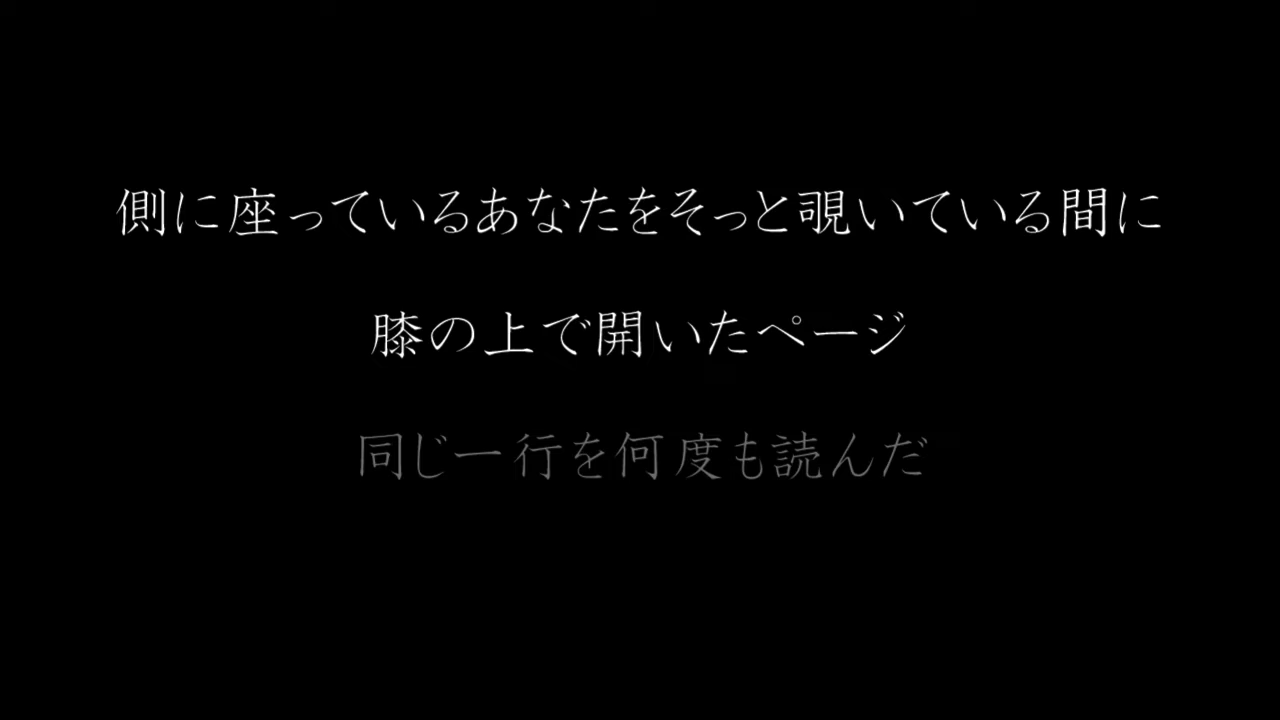 側に座っているあなたをそっと覗いている間に
膝の上で開いたページ
同じ一行を何度も読んだ